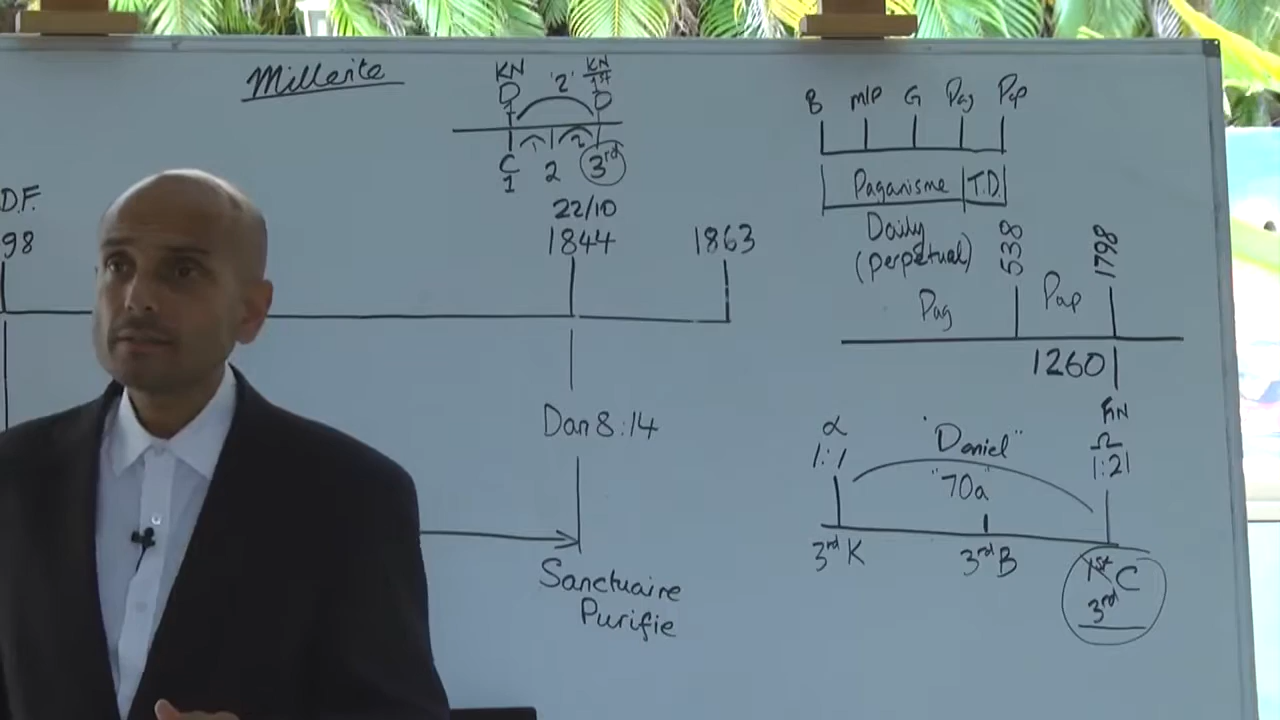 Millerite
KN '2' KN
D 1st
D
1 2
C 2 3rd
1
22/10
1844
1863
D.F.
98
Dan 8:14
Sanctuaire
Purifie
B M/P G Pag Pap
Paganisme T.D.
Daily
(perpetual)
538
1798
Pag
Pap
1260
FIN
α "Daniel" Ω
1:1 "70a" 1:21
3rd K 3rd B 1st C
3rd